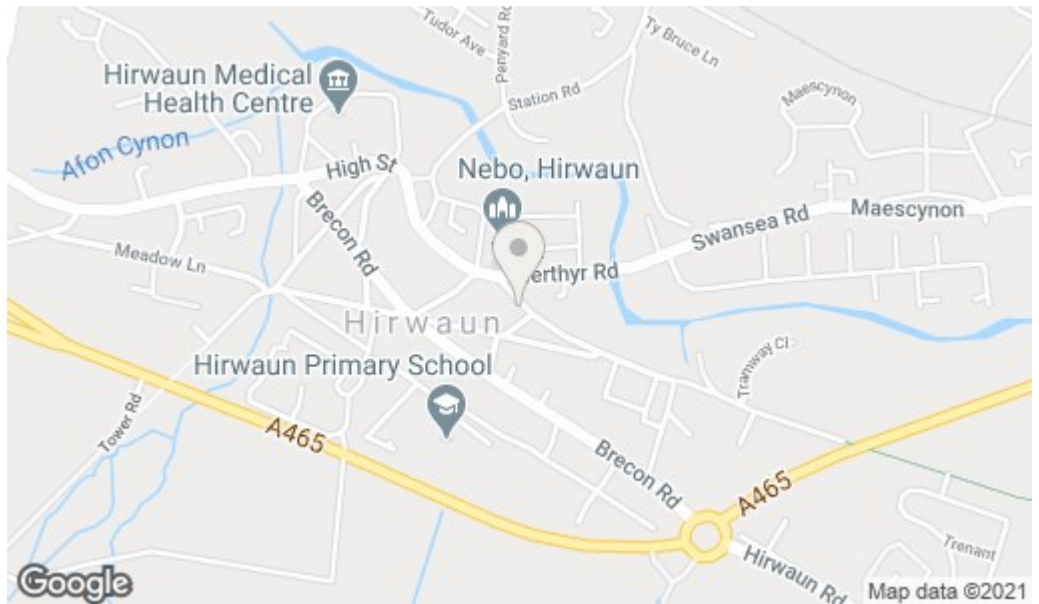 Tudor Ave
Penyard Rd
Ty Bruce Ln
Hirwaun Medical
Health Centre
Station Rd
Maescynon
Afon Cynon
High St
Nebo, Hirwaun
Brecon Rd
Swansea Rd
Maescynon
Meadow Ln
erthyr Rd
Hirwaun
Hirwaun Primary School
Tramway Cl
Tower Rd
A465
Brecon Rd
A465
Trenant
Hirwaun Rd
Google
Map data ©2021